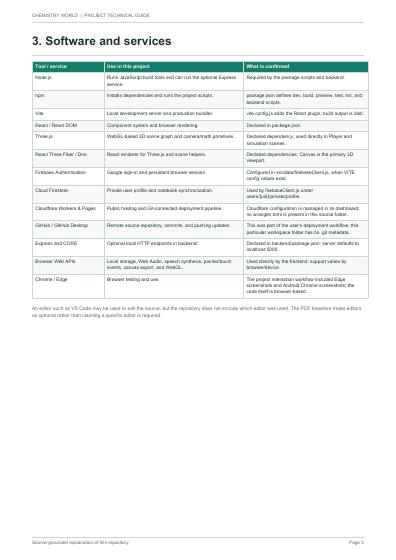 CHEMISTRY WORLD | PROJECT TECHNICAL GUIDE
3. Software and services
Tool / service Use in this project What is confirmed
Node.js Runs JavaScript build tools and can run the optional Express Required by the package scripts and backend.
service.
npm Installs dependencies and runs the project scripts. package.json defines dev, build, preview, test, lint, and
backend scripts.
Vite Local development server and production bundler. vite.config.js adds the React plugin; build output is dist/.
React / React DOM Component system and browser rendering. Declared in package.json.
Three.js WebGL-based 3D scene graph and camera/math primitives. Declared dependency; used directly in Player and
simulation scenes.
React Three Fiber / Drei React renderer for Three.js and scene helpers. Declared dependencies; Canvas is the primary 3D
viewport.
Firebase Authentication Google sign-in and persistent browser session. Configured in src/data/firebaseClient.js, when VITE
config values exist.
Cloud Firestore Private user profile and notebook synchronization. Used by firebaseClient.js under
users/{uid}/private/profile.
Cloudflare Workers & Pages Public hosting and Git-connected deployment pipeline. Cloudflare configuration is managed in its dashboard;
no wrangler.toml is present in this source folder.
GitHub / GitHub Desktop Remote source repository, commits, and pushing updates. This was part of the user's deployment workflow; this
particular workspace folder has no .git metadata.
Express and CORS Optional local HTTP endpoints in backend/. Declared in backend/package.json; server defaults to
localhost:5000.
Browser Web APIs Local storage, Web Audio, speech synthesis, pointer/touch Used directly by the frontend; support varies by
events, canvas export, and WebGL. browser/device.
Chrome / Edge Browser testing and use. The project interaction workflow included Edge
screenshots and Android Chrome screenshots; the
code itself is browser-based.
An editor such as VS Code may be used to edit the source, but the repository does not encode which editor was used. The PDF therefore treats editors
as optional rather than claiming a specific editor is required.
Source-grounded explanation of this repository Page 5